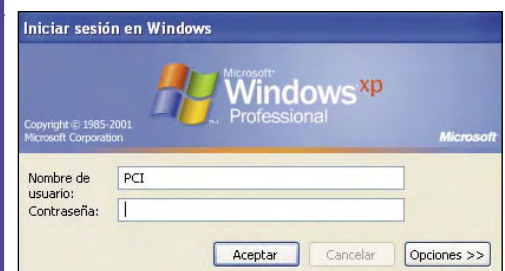 Iniciar sesión en Windows
Microsoft
Windows xp
Professional
Copyright © 1985-2001
Microsoft Corporation
Microsoft
Nombre de usuario:
PCI
Contraseña:
Aceptar
Cancelar
Opciones >>